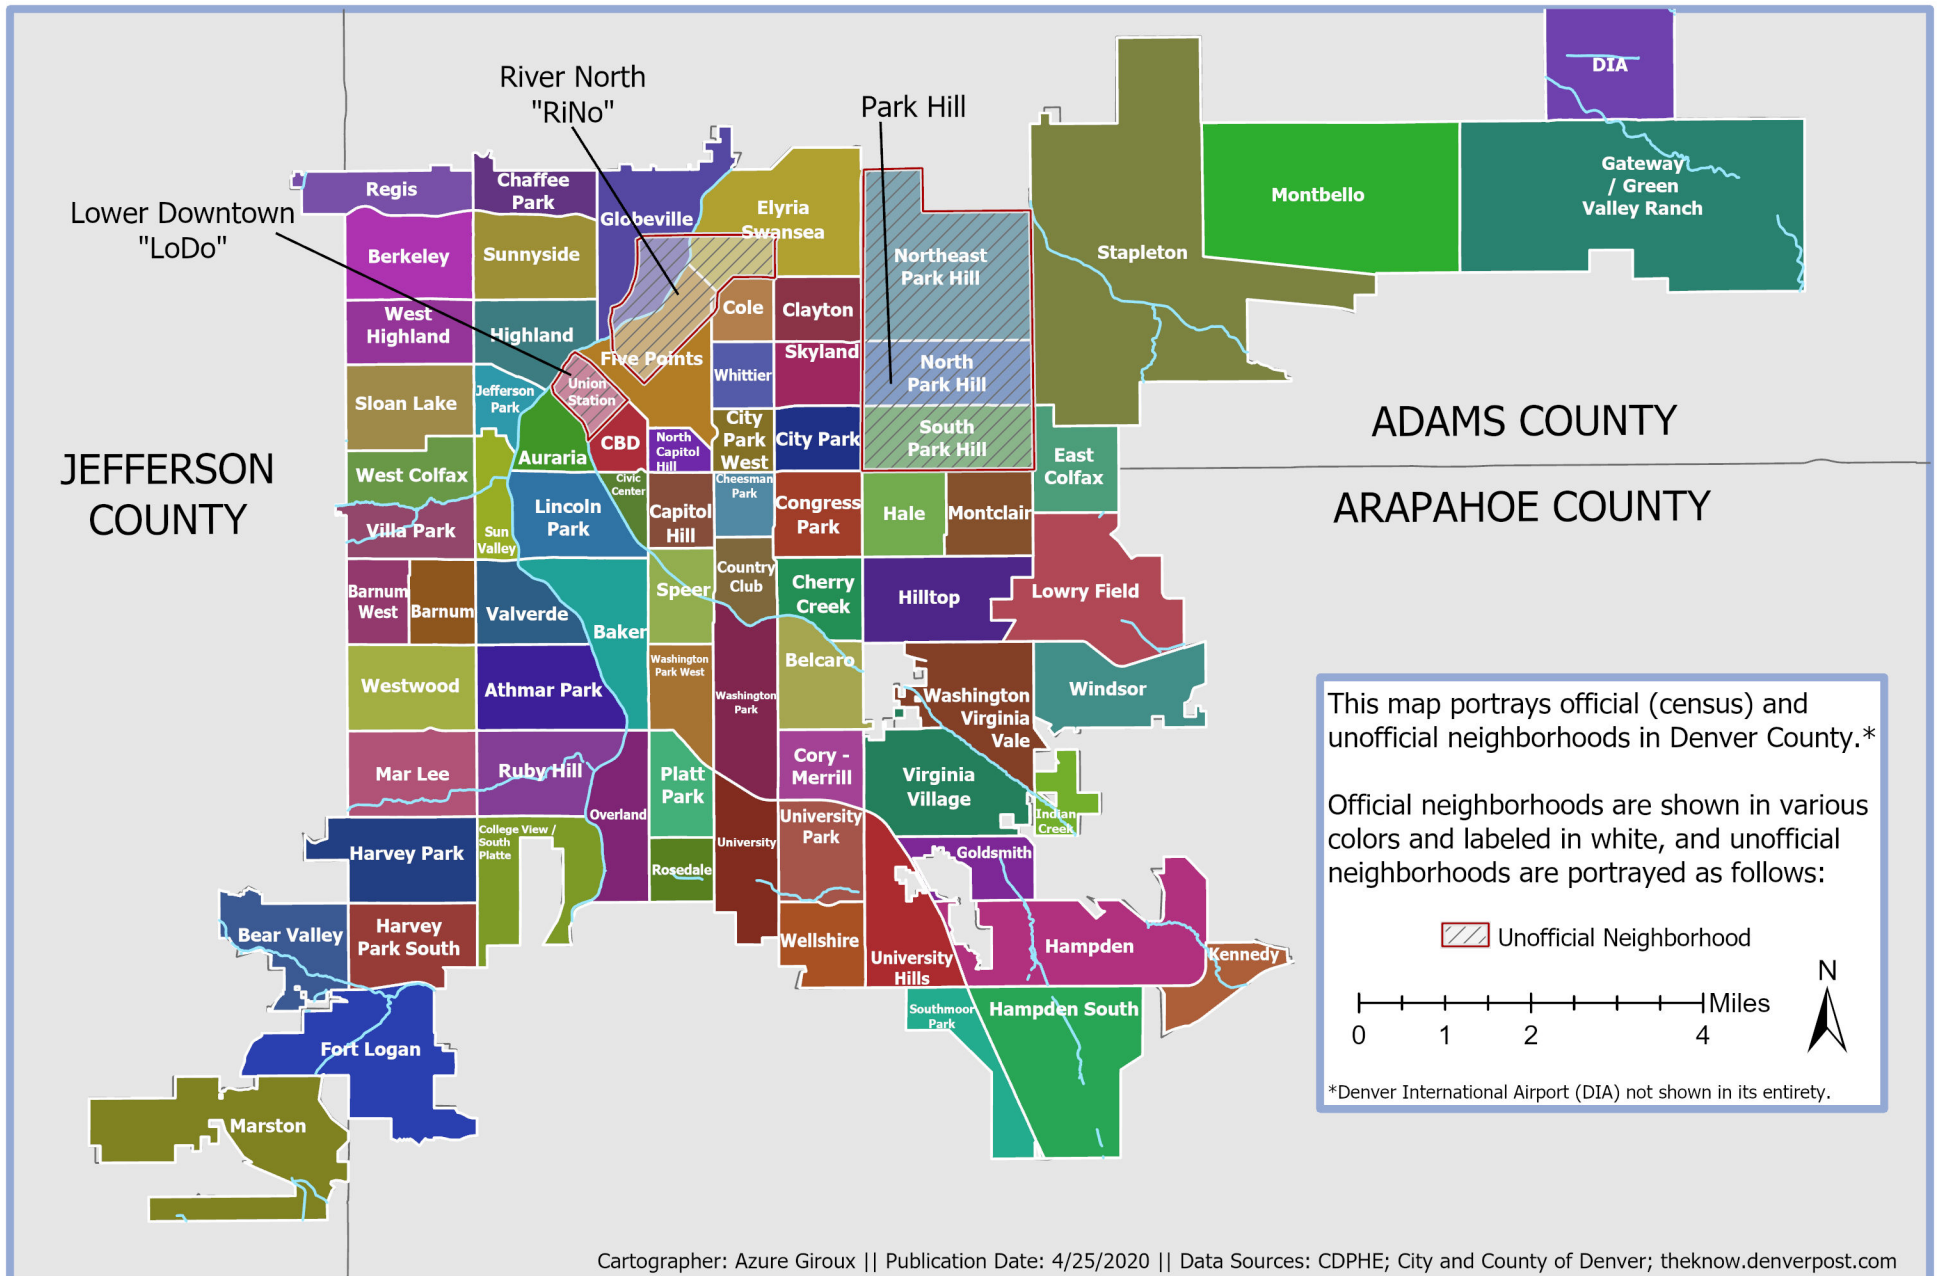 River North
"RiNo"
Park Hill
Lower Downtown
"LoDo"
JEFFERSON
COUNTY
ADAMS COUNTY
ARAPAHOE COUNTY
DIA
Regis
Chaffee
Park
Globeville
Elyria
Swansea
Montbello
Gateway
/ Green
Valley Ranch
Berkeley
Sunnyside
Northeast
Park Hill
Stapleton
West
Highland
Highland
Cole
Clayton
Five Points
Skyland
Whittier
North
Park Hill
Union
Station
Sloan Lake
Jefferson
Park
CBD
North
Capitol
Hill
City
Park
West
City Park
South
Park Hill
Auraria
East
Colfax
West Colfax
Civic
Center
Cheesman
Park
Lincoln
Park
Capitol
Hill
Congress
Park
Hale
Montclair
Villa Park
Sun
Valley
Barnum
West
Barnum
Valverde
Baker
Speer
Country
Club
Cherry
Creek
Hilltop
Lowry Field
Westwood
Athmar Park
Washington
Park West
Washington
Park
Belcaro
Washington
Virginia
Vale
Windsor
Mar Lee
Ruby Hill
Overland
Platt
Park
Cory -
Merrill
Virginia
Village
Indian
Creek
Harvey Park
College View /
South
Platte
Rosedale
University
University
Park
Goldsmith
Bear Valley
Harvey
Park South
Wellshire
University
Hills
Hampden
Kennedy
Southmoor
Park
Hampden South
Fort Logan
Marston
This map portrays official (census) and
unofficial neighborhoods in Denver County.*
Official neighborhoods are shown in various
colors and labeled in white, and unofficial
neighborhoods are portrayed as follows:
Unofficial Neighborhood
N
Miles
0 1 2 4
*Denver International Airport (DIA) not shown in its entirety.
Cartographer: Azure Giroux || Publication Date: 4/25/2020 || Data Sources: CDPHE; City and County of Denver; theknow.denverpost.com